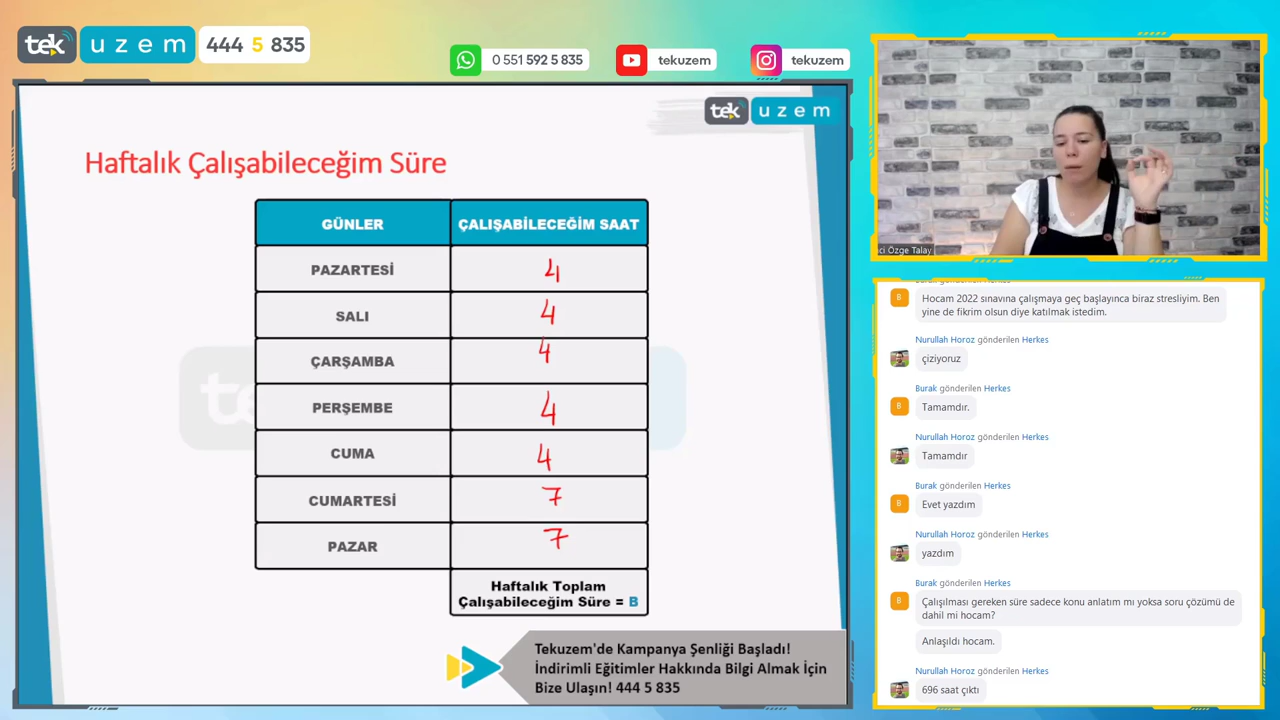 tek uzem 444 5 835
0 551 592 5 835
tekuzem
tekuzem
tek uzem
Haftalık Çalışabileceğim Süre
GÜNLER ÇALIŞABİLECEĞİM SAAT
PAZARTESİ 4
SALI 4
ÇARŞAMBA 4
PERŞEMBE 4
CUMA 4
CUMARTESİ 7
PAZAR 7
Haftalık Toplam
Çalışabileceğim Süre = B
Tekuzem'de Kampanya Şenliği Başladı!
İndirimli Eğitimler Hakkında Bilgi Almak İçin
Bize Ulaşın! 444 5 835
ci Özge Talay
Burak gönderilen Herkes
B
Hocam 2022 sınavına çalışmaya geç başlayınca biraz stresliyim. Ben
yine de fikrim olsun diye katılmak istedim.
Nurullah Horoz gönderilen Herkes
çiziyoruz
Burak gönderilen Herkes
B
Tamamdır.
Nurullah Horoz gönderilen Herkes
Tamamdır
Burak gönderilen Herkes
B
Evet yazdım
Nurullah Horoz gönderilen Herkes
yazdım
Burak gönderilen Herkes
B
Çalışılması gereken süre sadece konu anlatım mı yoksa soru çözümü de
dahil mi hocam?
Anlaşıldı hocam.
Nurullah Horoz gönderilen Herkes
696 saat çıktı